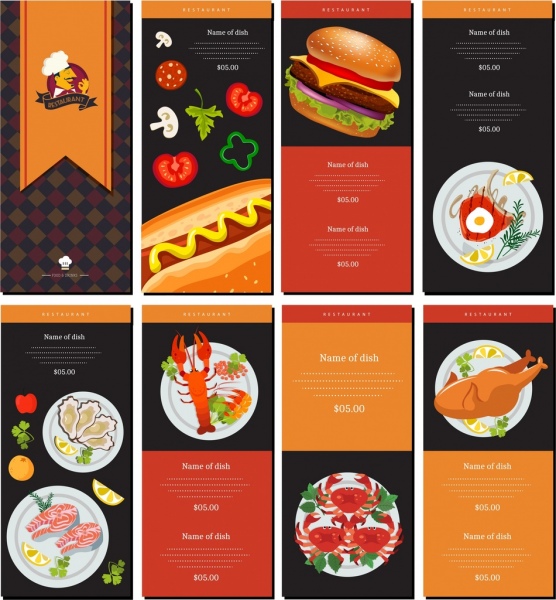 RESTAURANT
RESTAURANT
Name of dish
$05.00
RESTAURANT
Name of dish
$05.00
Name of dish
$05.00
RESTAURANT
Name of dish
$05.00
Name of dish
$05.00
RESTAURANT
Name of dish
$05.00
RESTAURANT
Name of dish
$05.00
Name of dish
$05.00
RESTAURANT
Name of dish
$05.00
RESTAURANT
Name of dish
$05.00
Name of dish
$05.00